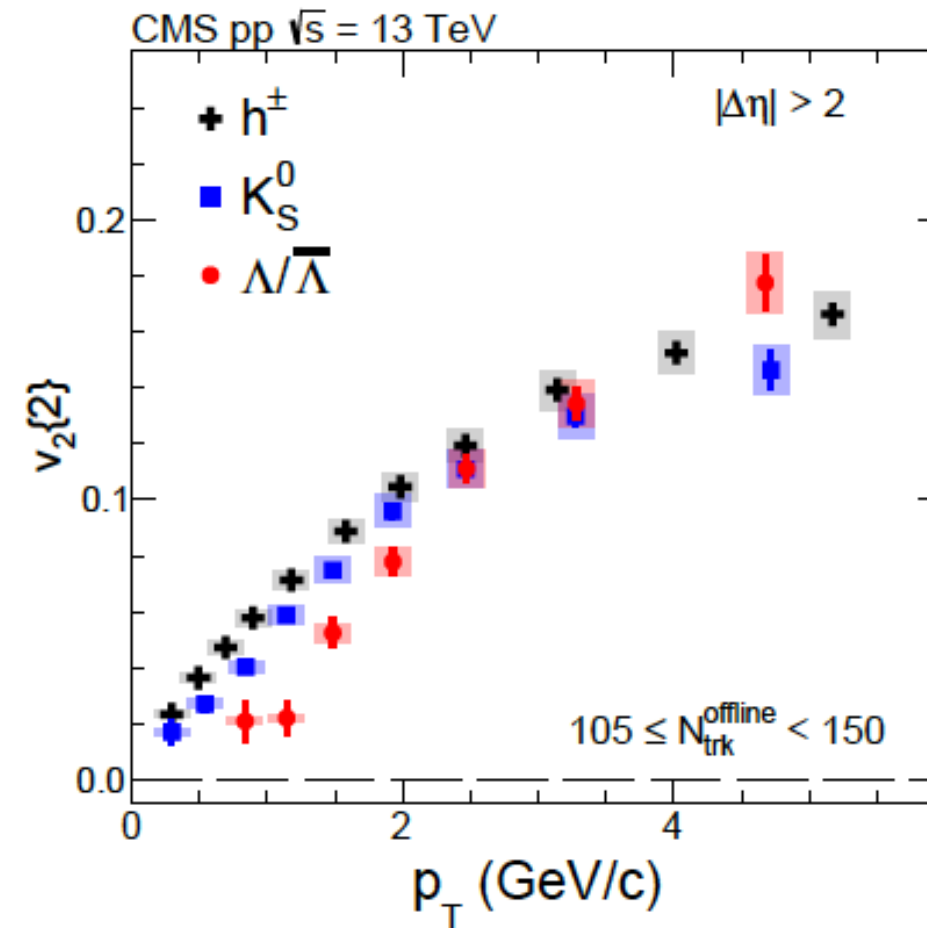 CMS pp √s = 13 TeV
|Δη| > 2
h±
K⁰S
Λ/Λ̅
0.2
0.1
0.0
v₂{2}
105 ≤ Nᵒᶠᶠˡⁱⁿᵉtrk < 150
0 2 4
pT (GeV/c)